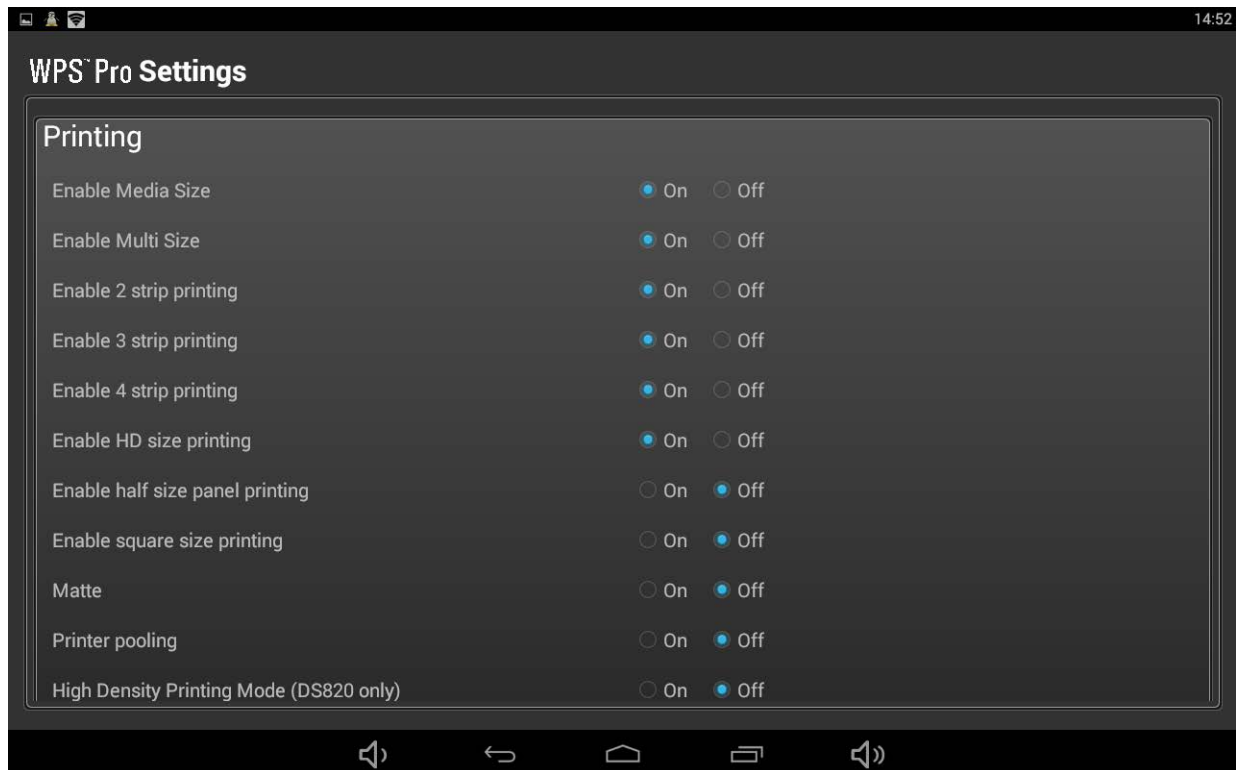 14:52
WPS™Pro Settings
Printing
Enable Media Size On Off
Enable Multi Size On Off
Enable 2 strip printing On Off
Enable 3 strip printing On Off
Enable 4 strip printing On Off
Enable HD size printing On Off
Enable half size panel printing On Off
Enable square size printing On Off
Matte On Off
Printer pooling On Off
High Density Printing Mode (DS820 only) On Off